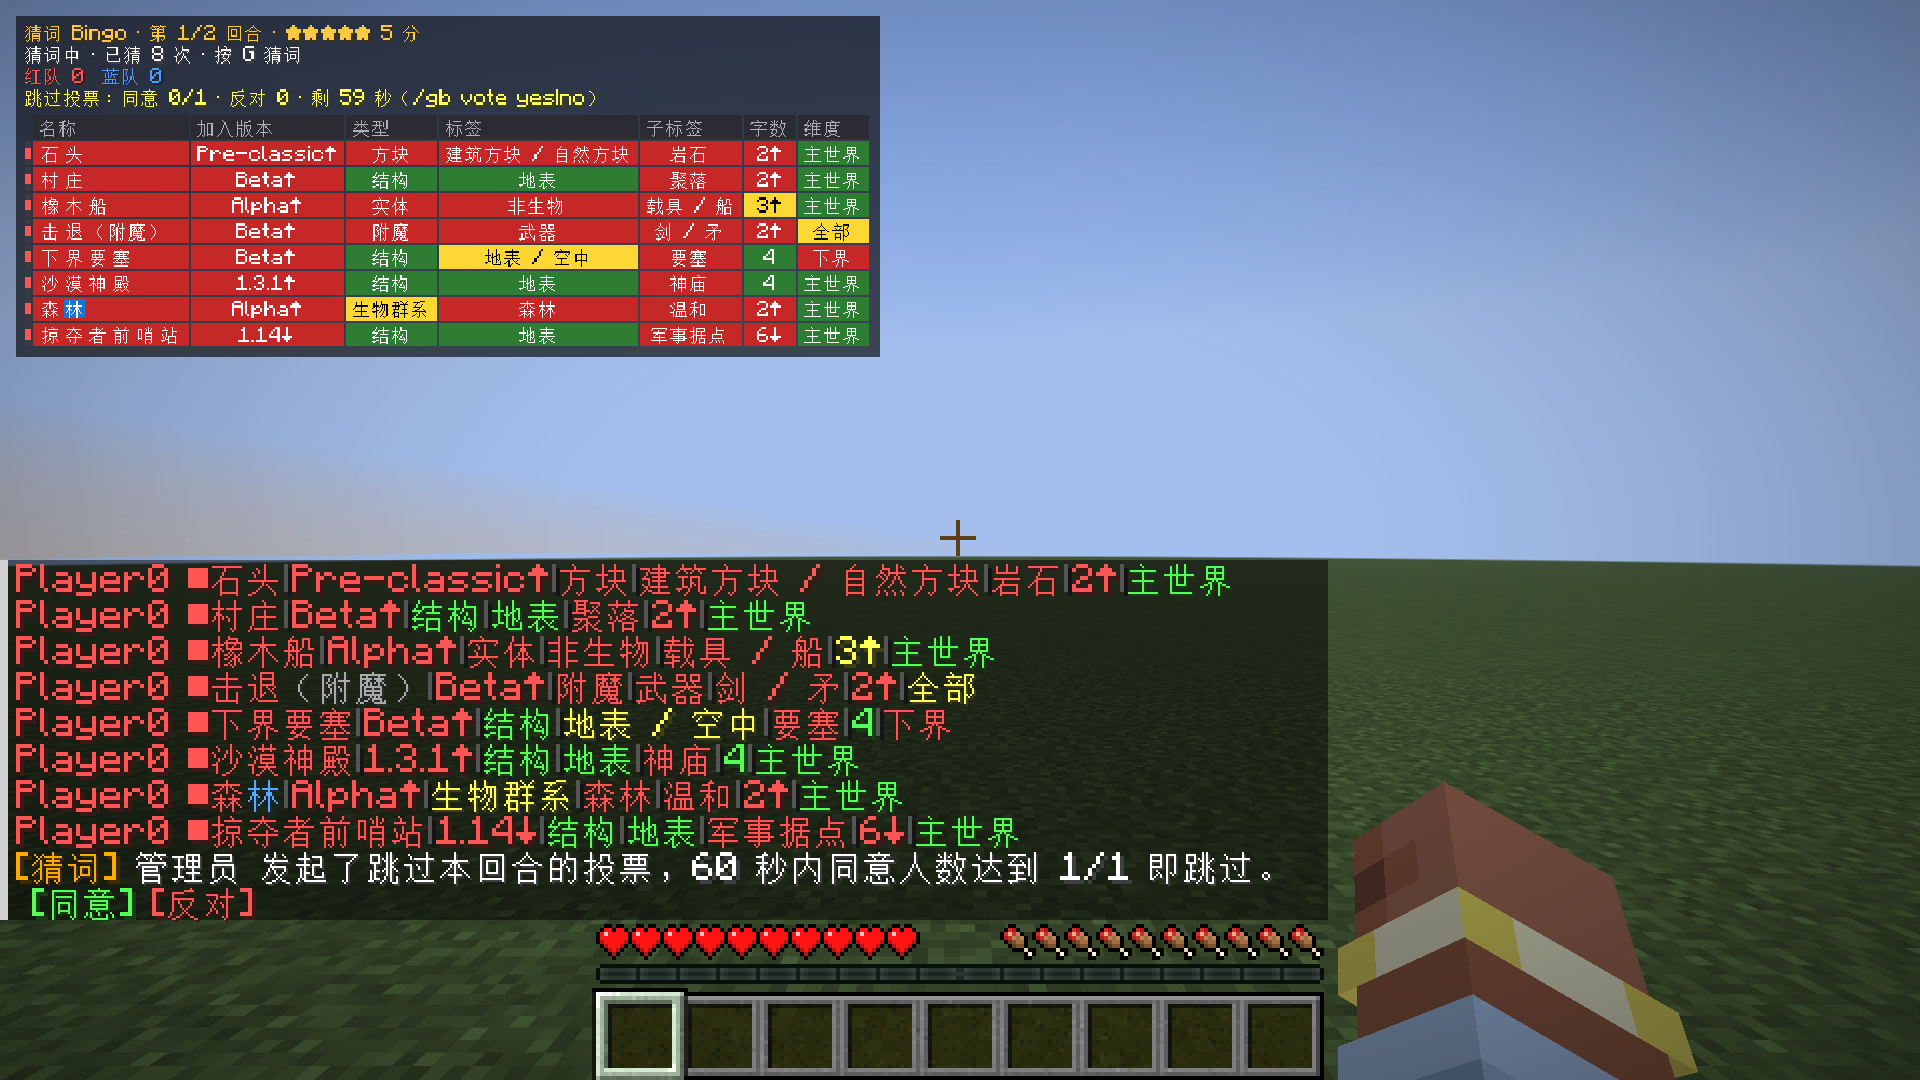 猜词 Bingo · 第 1/2 回合 · ★★★★★ 5 分
猜词中 · 已猜 8 次 · 按 G 猜词
红队 0 蓝队 0
跳过投票: 同意 0/1 · 反对 0 · 剩 59 秒 (/gb vote yes|no)
名称 加入版本 类型 标签 子标签 字数 维度
石头 Pre-classic↑ 方块 建筑方块 / 自然方块 岩石 2↑ 主世界
村庄 Beta↑ 结构 地表 聚落 2↑ 主世界
橡木船 Alpha↑ 实体 非生物 载具 / 船 3↑ 主世界
击退（附魔） Beta↑ 附魔 武器 剑 / 矛 2↑ 全部
下界要塞 Beta↑ 结构 地表 / 空中 要塞 4 下界
沙漠神殿 1.3.1↑ 结构 地表 神庙 4 主世界
森林 Alpha↑ 生物群系 森林 温和 2↑ 主世界
掠夺者前哨站 1.14↓ 结构 地表 军事据点 6↓ 主世界
Player0 ■石头|Pre-classic↑|方块|建筑方块 / 自然方块|岩石|2↑|主世界
Player0 ■村庄|Beta↑|结构|地表|聚落|2↑|主世界
Player0 ■橡木船|Alpha↑|实体|非生物|载具 / 船|3↑|主世界
Player0 ■击退（附魔）|Beta↑|附魔|武器|剑 / 矛|2↑|全部
Player0 ■下界要塞|Beta↑|结构|地表 / 空中|要塞|4|下界
Player0 ■沙漠神殿|1.3.1↑|结构|地表|神庙|4|主世界
Player0 ■森林|Alpha↑|生物群系|森林|温和|2↑|主世界
Player0 ■掠夺者前哨站|1.14↓|结构|地表|军事据点|6↓|主世界
[猜词] 管理员 发起了跳过本回合的投票，60 秒内同意人数达到 1/1 即跳过。
[同意] [反对]